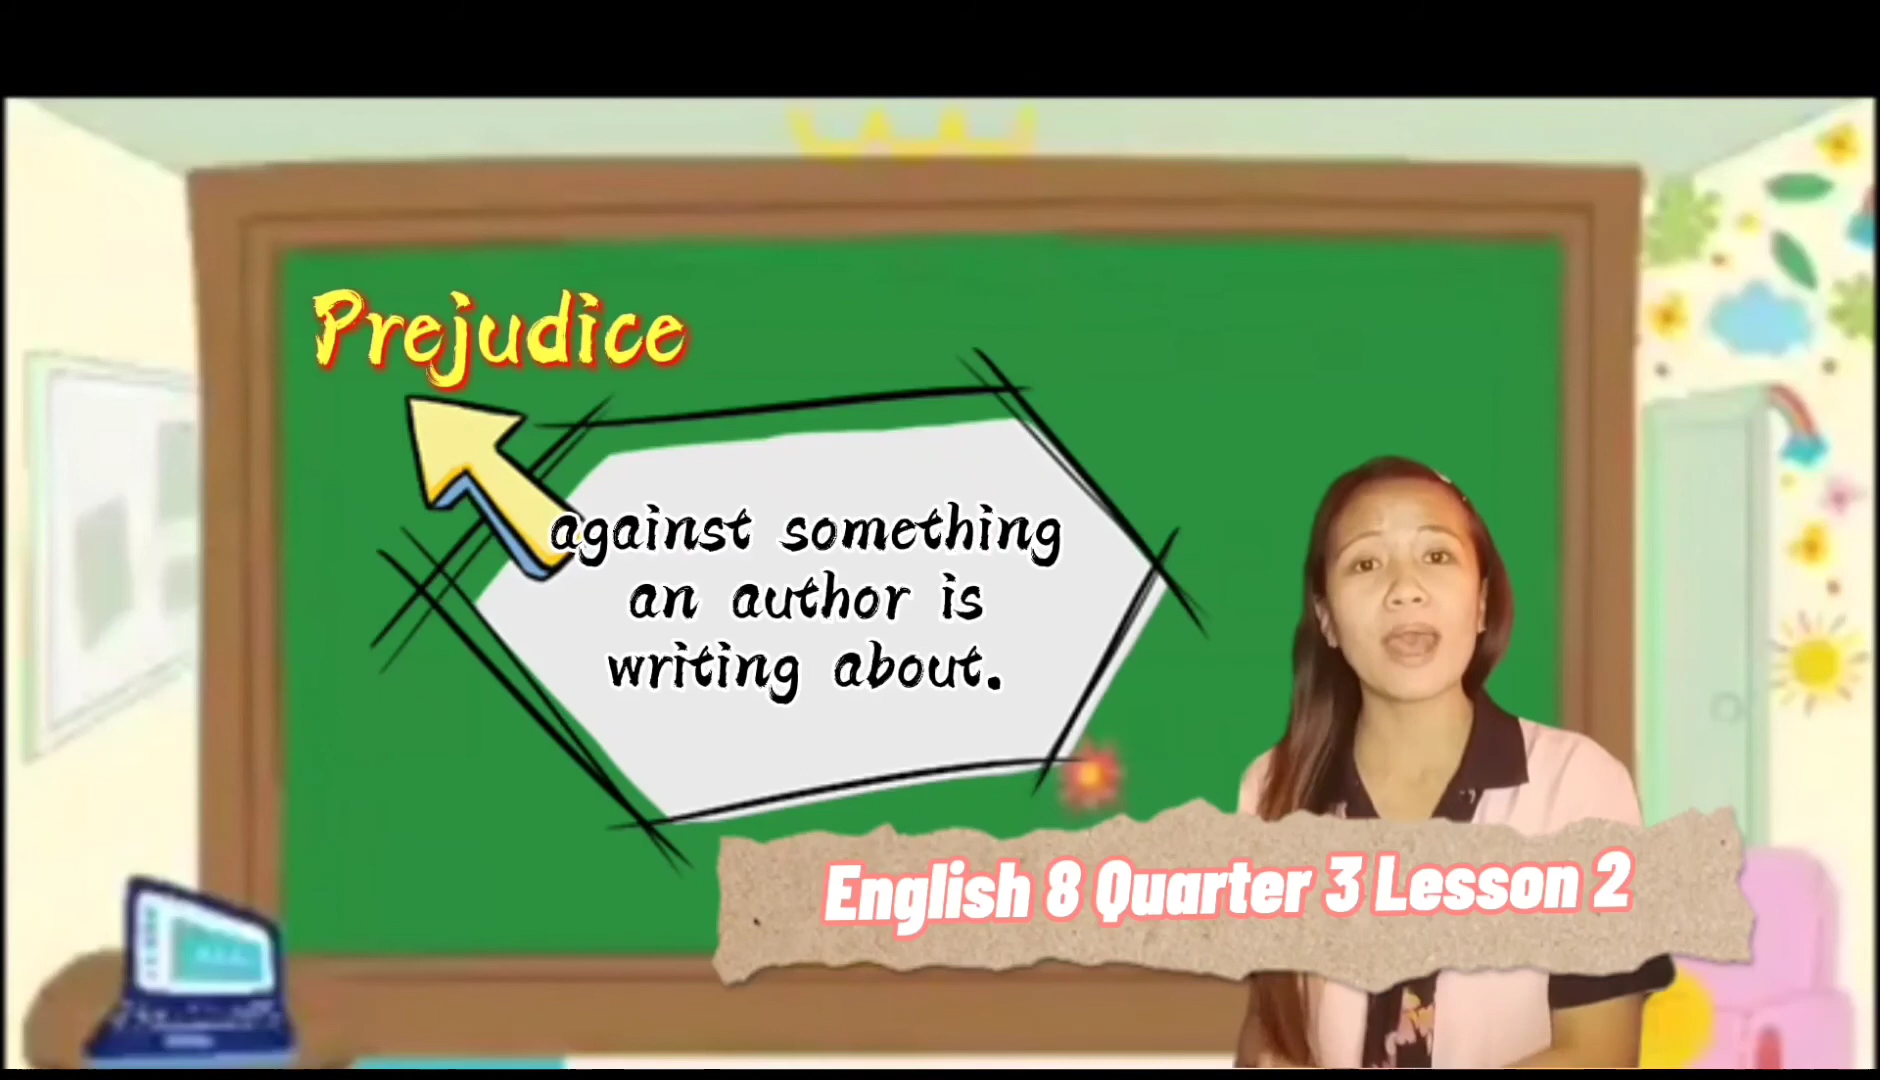 Prejudice
against something
an author is
writing about.
English 8 Quarter 3 Lesson 2